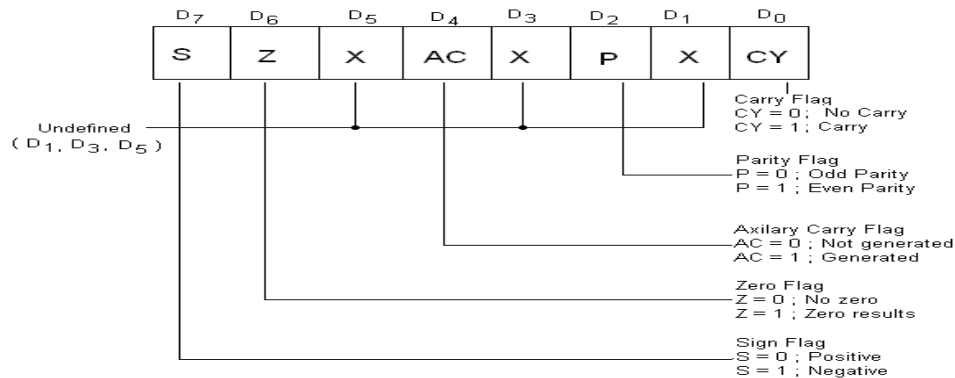 D7 D6 D5 D4 D3 D2 D1 D0
S Z X AC X P X CY
Carry Flag
CY = 0; No Carry
CY = 1; Carry
Undefined
( D1, D3, D5 )
Parity Flag
P = 0 ; Odd Parity
P = 1 ; Even Parity
Axilary Carry Flag
AC = 0 ; Not generated
AC = 1 ; Generated
Zero Flag
Z = 0 ; No zero
Z = 1 ; Zero results
Sign Flag
S = 0 ; Positive
S = 1 ; Negative